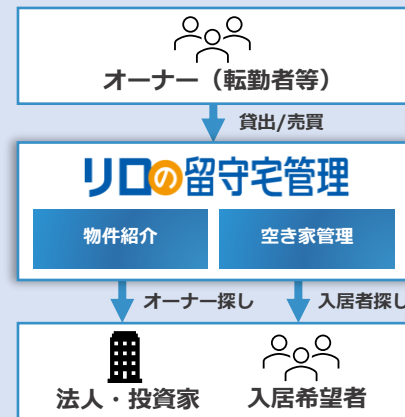 オーナー（転勤者等）
貸出/売買
リロの留守宅管理
物件紹介
空き家管理
オーナー探し
入居者探し
法人・投資家
入居希望者